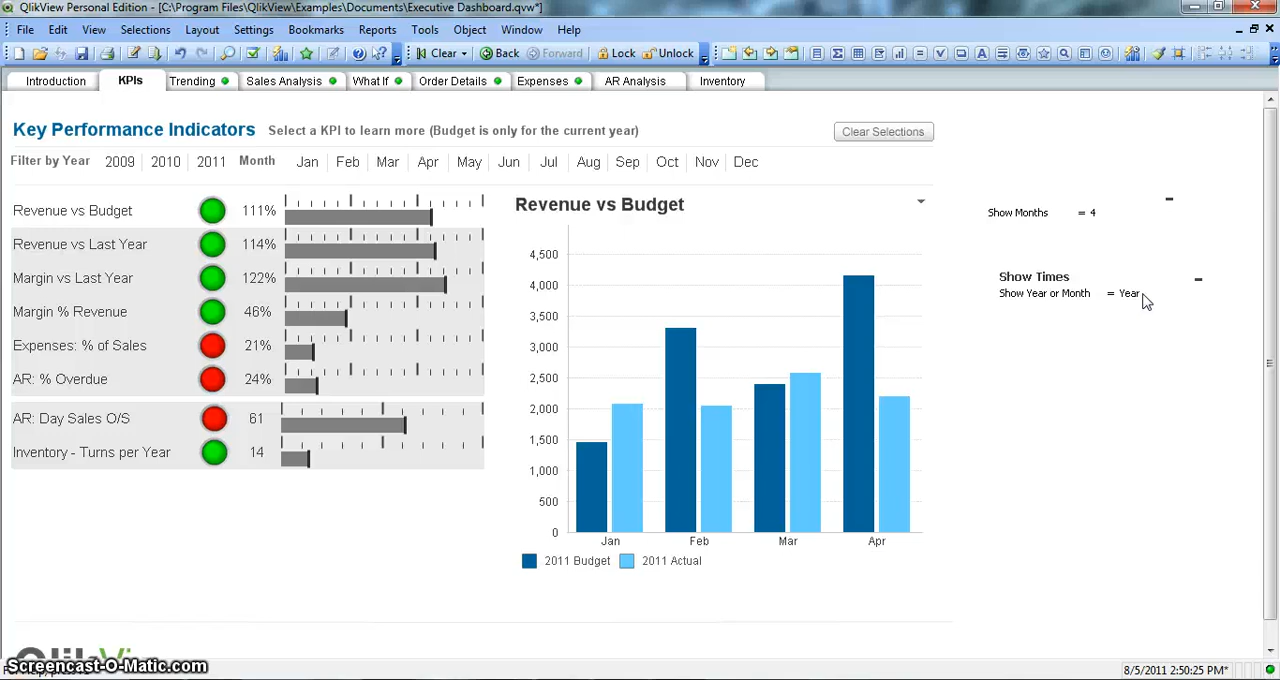 QlikView Personal Edition - [C:\Program Files\QlikView\Examples\Documents\Executive Dashboard.qvw*]
File Edit View Selections Layout Settings Bookmarks Reports Tools Object Window Help
Clear Back Forward Lock Unlock
Introduction KPIs Trending Sales Analysis What If Order Details Expenses AR Analysis Inventory
Key Performance Indicators Select a KPI to learn more (Budget is only for the current year)
Clear Selections
Filter by Year 2009 2010 2011 Month Jan Feb Mar Apr May Jun Jul Aug Sep Oct Nov Dec
Revenue vs Budget 111%
Revenue vs Last Year 114%
Margin vs Last Year 122%
Margin % Revenue 46%
Expenses: % of Sales 21%
AR: % Overdue 24%
AR: Day Sales O/S 61
Inventory - Turns per Year 14
Revenue vs Budget
4,500
4,000
3,500
3,000
2,500
2,000
1,500
1,000
500
0
Jan Feb Mar Apr
2011 Budget 2011 Actual
Show Months = 4
Show Times
Show Year or Month = Year
Screencast-O-Matic.com
8/5/2011 2:50:25 PM*